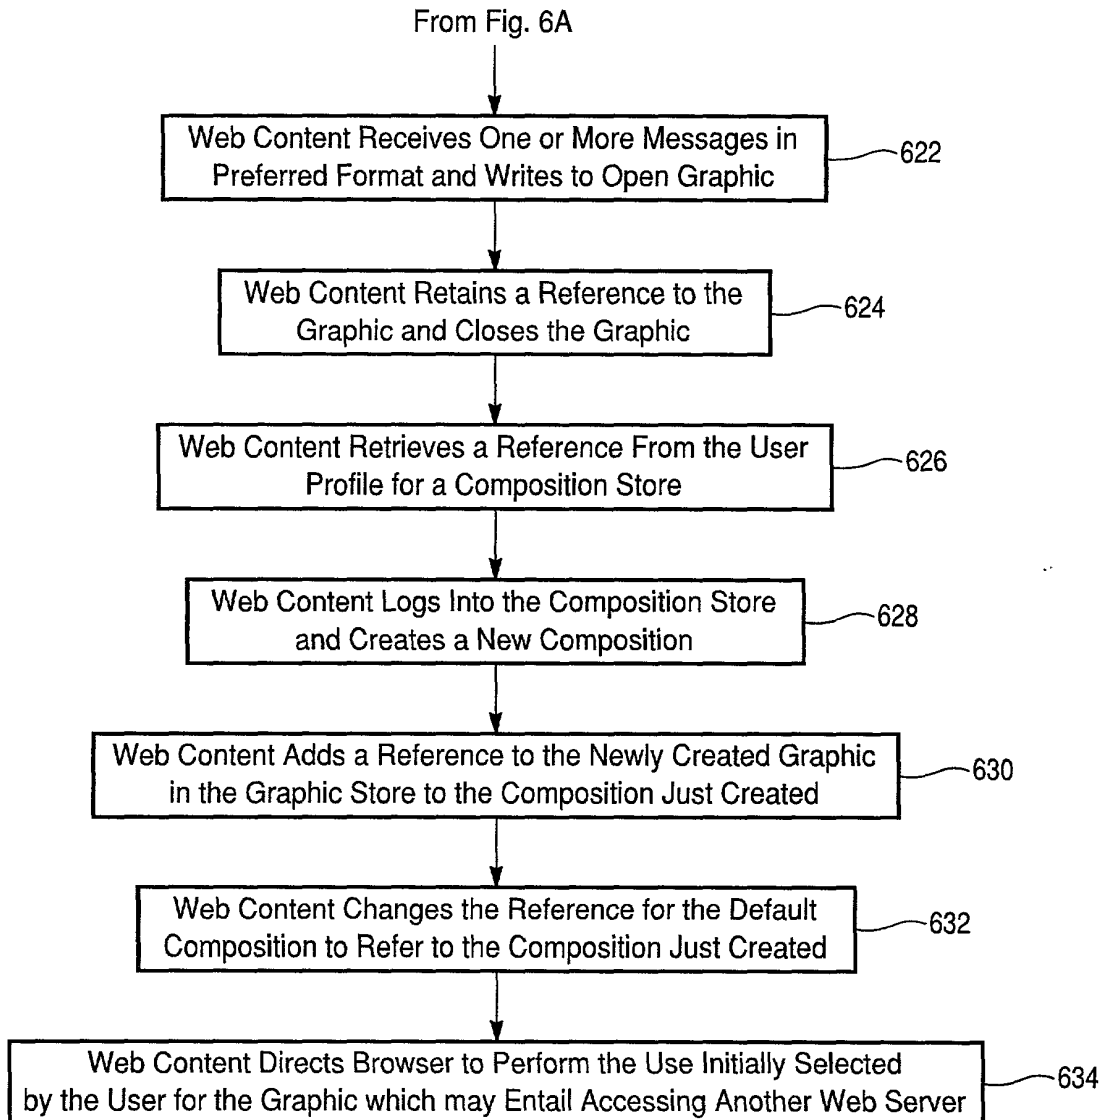 From Fig. 6A
Web Content Receives One or More Messages in
Preferred Format and Writes to Open Graphic
622
Web Content Retains a Reference to the
Graphic and Closes the Graphic
624
Web Content Retrieves a Reference From the User
Profile for a Composition Store
626
Web Content Logs Into the Composition Store
and Creates a New Composition
628
Web Content Adds a Reference to the Newly Created Graphic
in the Graphic Store to the Composition Just Created
630
Web Content Changes the Reference for the Default
Composition to Refer to the Composition Just Created
632
Web Content Directs Browser to Perform the Use Initially Selected
by the User for the Graphic which may Entail Accessing Another Web Server
634